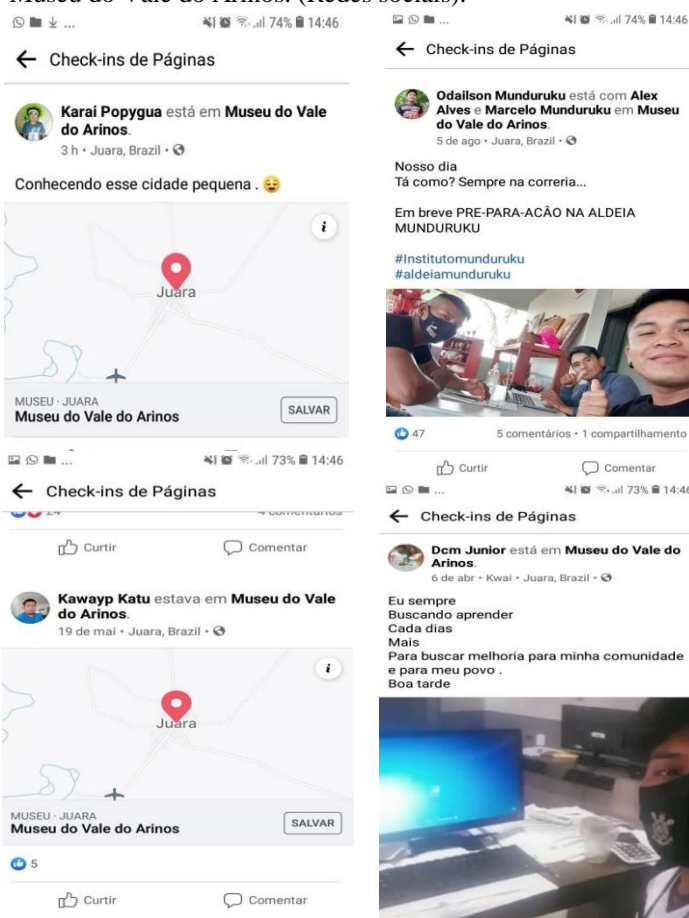 Museu do Vale do Arinos. (Redes sociais).
74% 14:46
Check-ins de Páginas
Karai Popygua está em Museu do Vale
do Arinos.
3 h • Juara, Brazil •
Conhecendo esse cidade pequena . 😌
i
Juara
MUSEU · JUARA
Museu do Vale do Arinos
SALVAR
73% 14:46
Check-ins de Páginas
24 4 comentários
Curtir Comentar
Kawayp Katu estava em Museu do Vale
do Arinos.
19 de mai • Juara, Brazil •
i
Juara
MUSEU · JUARA
Museu do Vale do Arinos
SALVAR
5
Curtir Comentar
74% 14:46
Check-ins de Páginas
Odailson Munduruku está com Alex
Alves e Marcelo Munduruku em Museu
do Vale do Arinos.
5 de ago • Juara, Brazil •
Nosso dia
Tá como? Sempre na correria...
Em breve PRE-PARA-ACÂO NA ALDEIA
MUNDURUKU
#Institutomunduruku
#aldeiamunduruku
47 5 comentários • 1 compartilhamento
Curtir Comentar
73% 14:46
Check-ins de Páginas
Dcm Junior está em Museu do Vale do
Arinos.
6 de abr • Kwai • Juara, Brazil •
Eu sempre
Buscando aprender
Cada dias
Mais
Para buscar melhoria para minha comunidade
e para meu povo .
Boa tarde